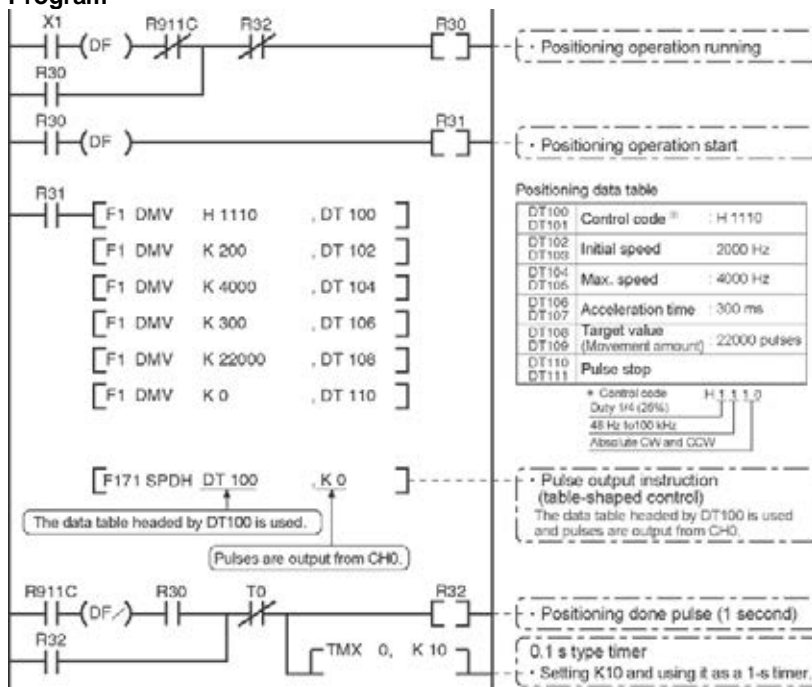 Program
X1 R911C R32 R30
(DF )
· Positioning operation running
R30
R30 R31
(DF )
· Positioning operation start
R31
F1 DMV H 1110 , DT 100
F1 DMV K 200 , DT 102
F1 DMV K 4000 , DT 104
F1 DMV K 300 , DT 106
F1 DMV K 22000 , DT 108
F1 DMV K 0 , DT 110
Positioning data table
DT100 DT101 Control code * : H 1110
DT102 DT103 Initial speed : 2000 Hz
DT104 DT105 Max. speed : 4000 Hz
DT106 DT107 Acceleration time : 300 ms
DT108 DT109 Target value (Movement amount) : 22000 pulses
DT110 DT111 Pulse stop
* Control code H 1 1 1 0
Duty 1/4 (25%)
48 Hz to100 kHz
Absolute CW and CCW
F171 SPDH DT 100 , K 0
The data table headed by DT100 is used.
Pulses are output from CH0.
· Pulse output instruction
(table-shaped control)
The data table headed by DT100 is used
and pulses are output from CH0.
R911C R30 T0 R32
(DF/)
· Positioning done pulse (1 second)
R32
TMX 0, K 10
0.1 s type timer
· Setting K10 and using it as a 1-s timer